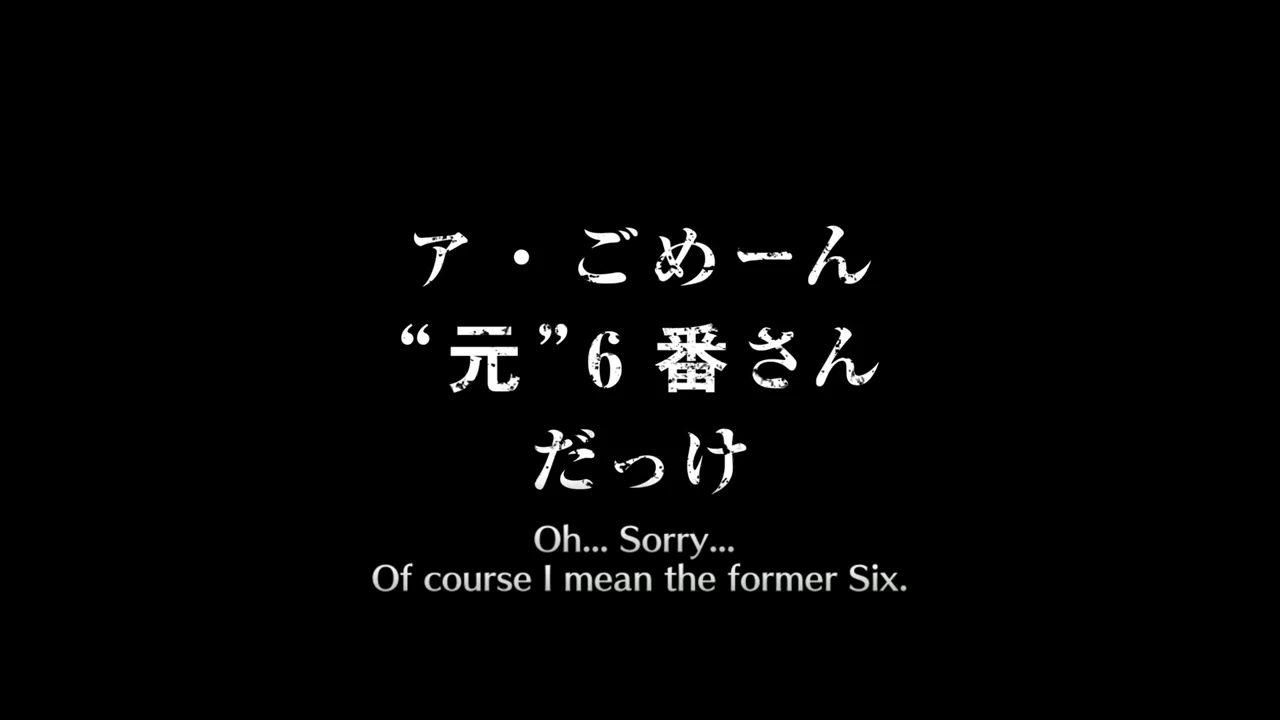 ア・ごめーん
“元”6番さん
だっけ
Oh... Sorry...
Of course I mean the former Six.